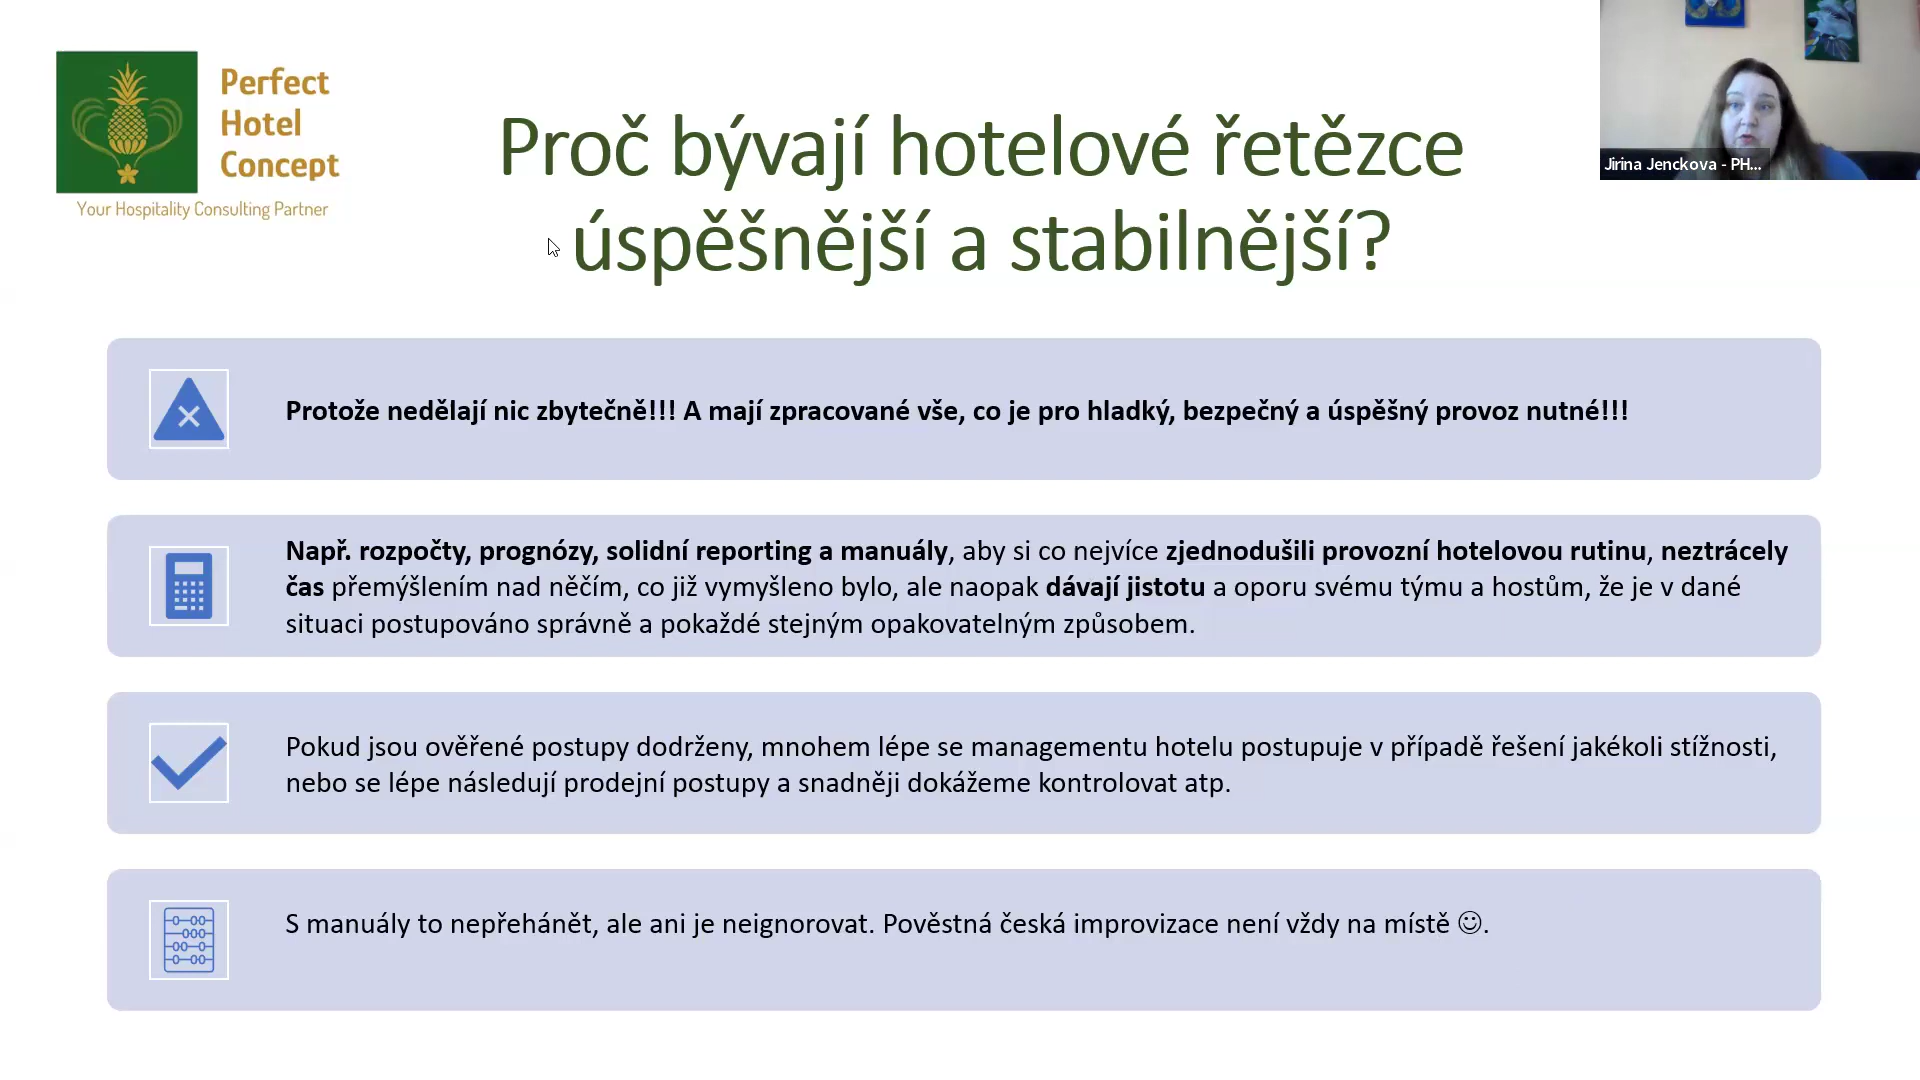 Perfect
Hotel
Concept
Your Hospitality Consulting Partner
Proč bývají hotelové řetězce
úspěšnější a stabilnější?
Jirina Jenckova - PH...
Protože nedělají nic zbytečně!!! A mají zpracované vše, co je pro hladký, bezpečný a úspěšný provoz nutné!!!
Např. rozpočty, prognózy, solidní reporting a manuály, aby si co nejvíce zjednodušili provozní hotelovou rutinu, neztrácely
čas přemýšlením nad něčím, co již vymyšleno bylo, ale naopak dávají jistotu a oporu svému týmu a hostům, že je v dané
situaci postupováno správně a pokaždé stejným opakovatelným způsobem.
Pokud jsou ověřené postupy dodrženy, mnohem lépe se managementu hotelu postupuje v případě řešení jakékoli stížnosti,
nebo se lépe následují prodejní postupy a snadněji dokážeme kontrolovat atp.
S manuály to nepřehánět, ale ani je neignorovat. Pověstná česká improvizace není vždy na místě ☺.